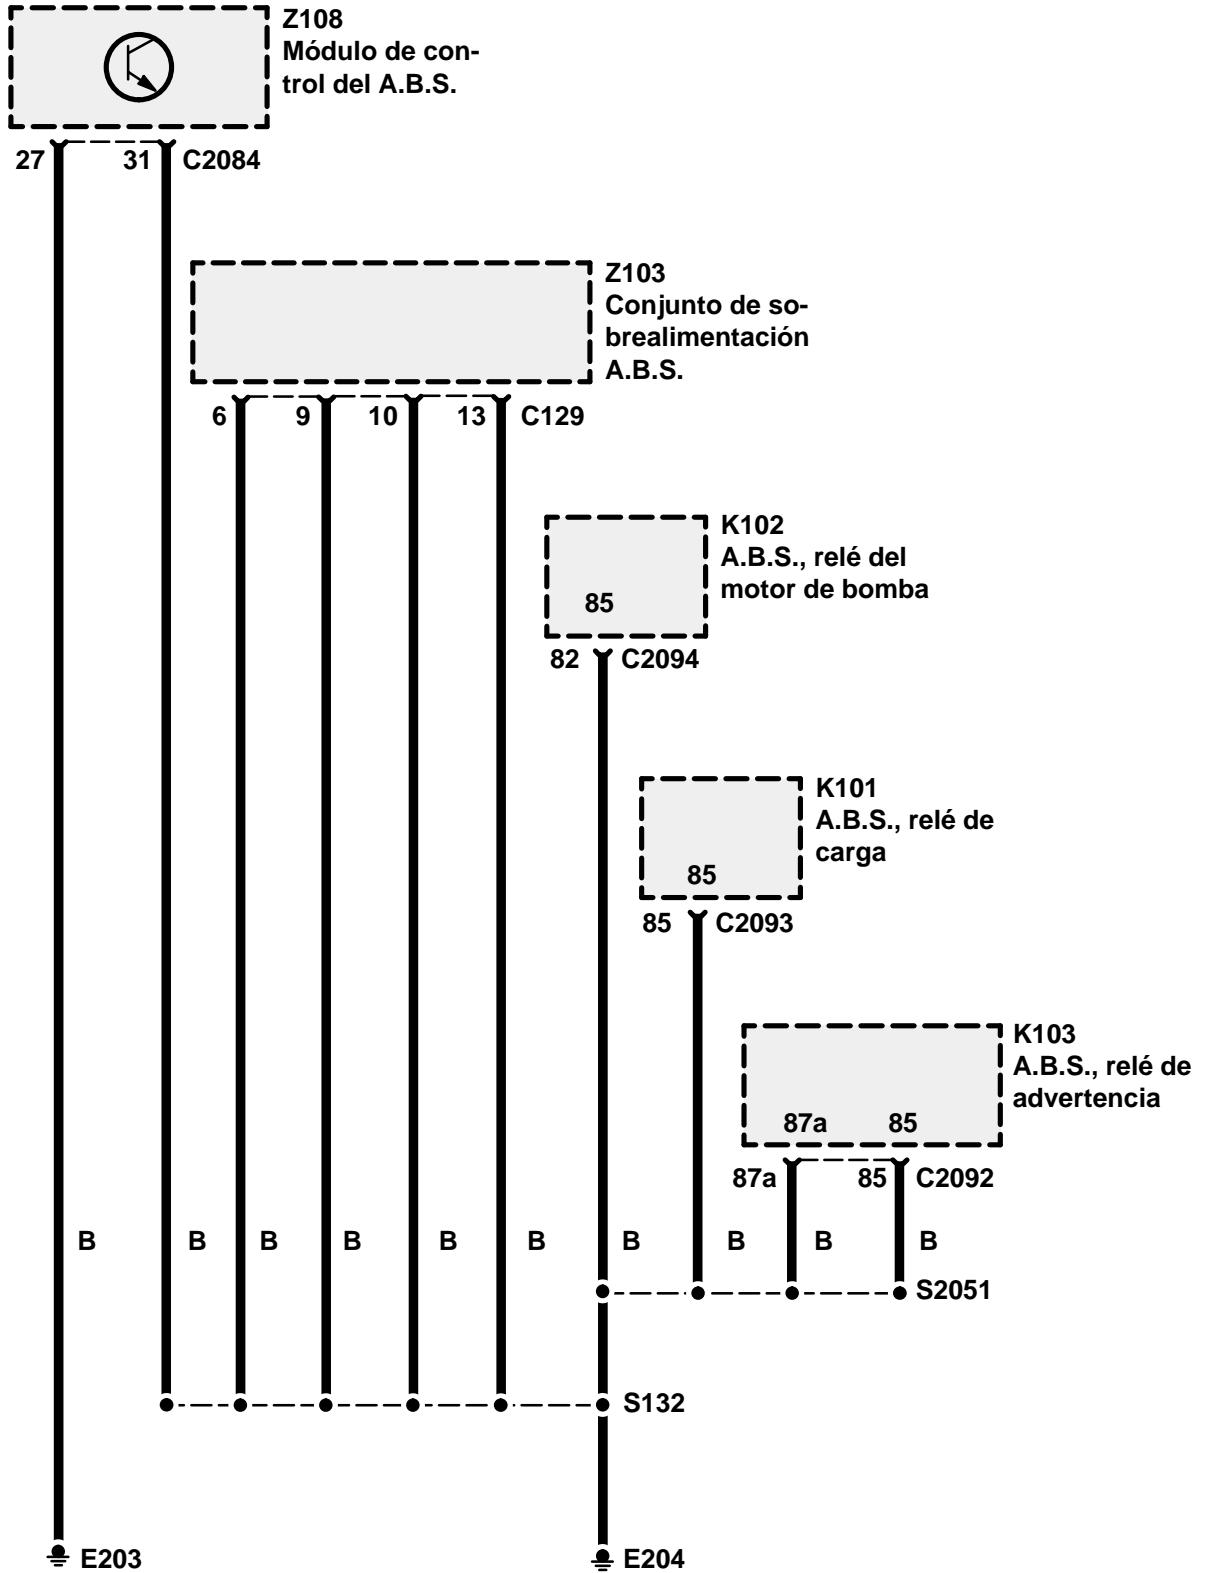 Z108
Módulo de con-
trol del A.B.S.
27 31 C2084
Z103
Conjunto de so-
brealimentación
A.B.S.
6 9 10 13 C129
K102
A.B.S., relé del
motor de bomba
85
82 C2094
K101
A.B.S., relé de
carga
85
85 C2093
K103
A.B.S., relé de
advertencia
87a 85
87a 85 C2092
B B B B B B B B B B
S2051
S132
E203 E204